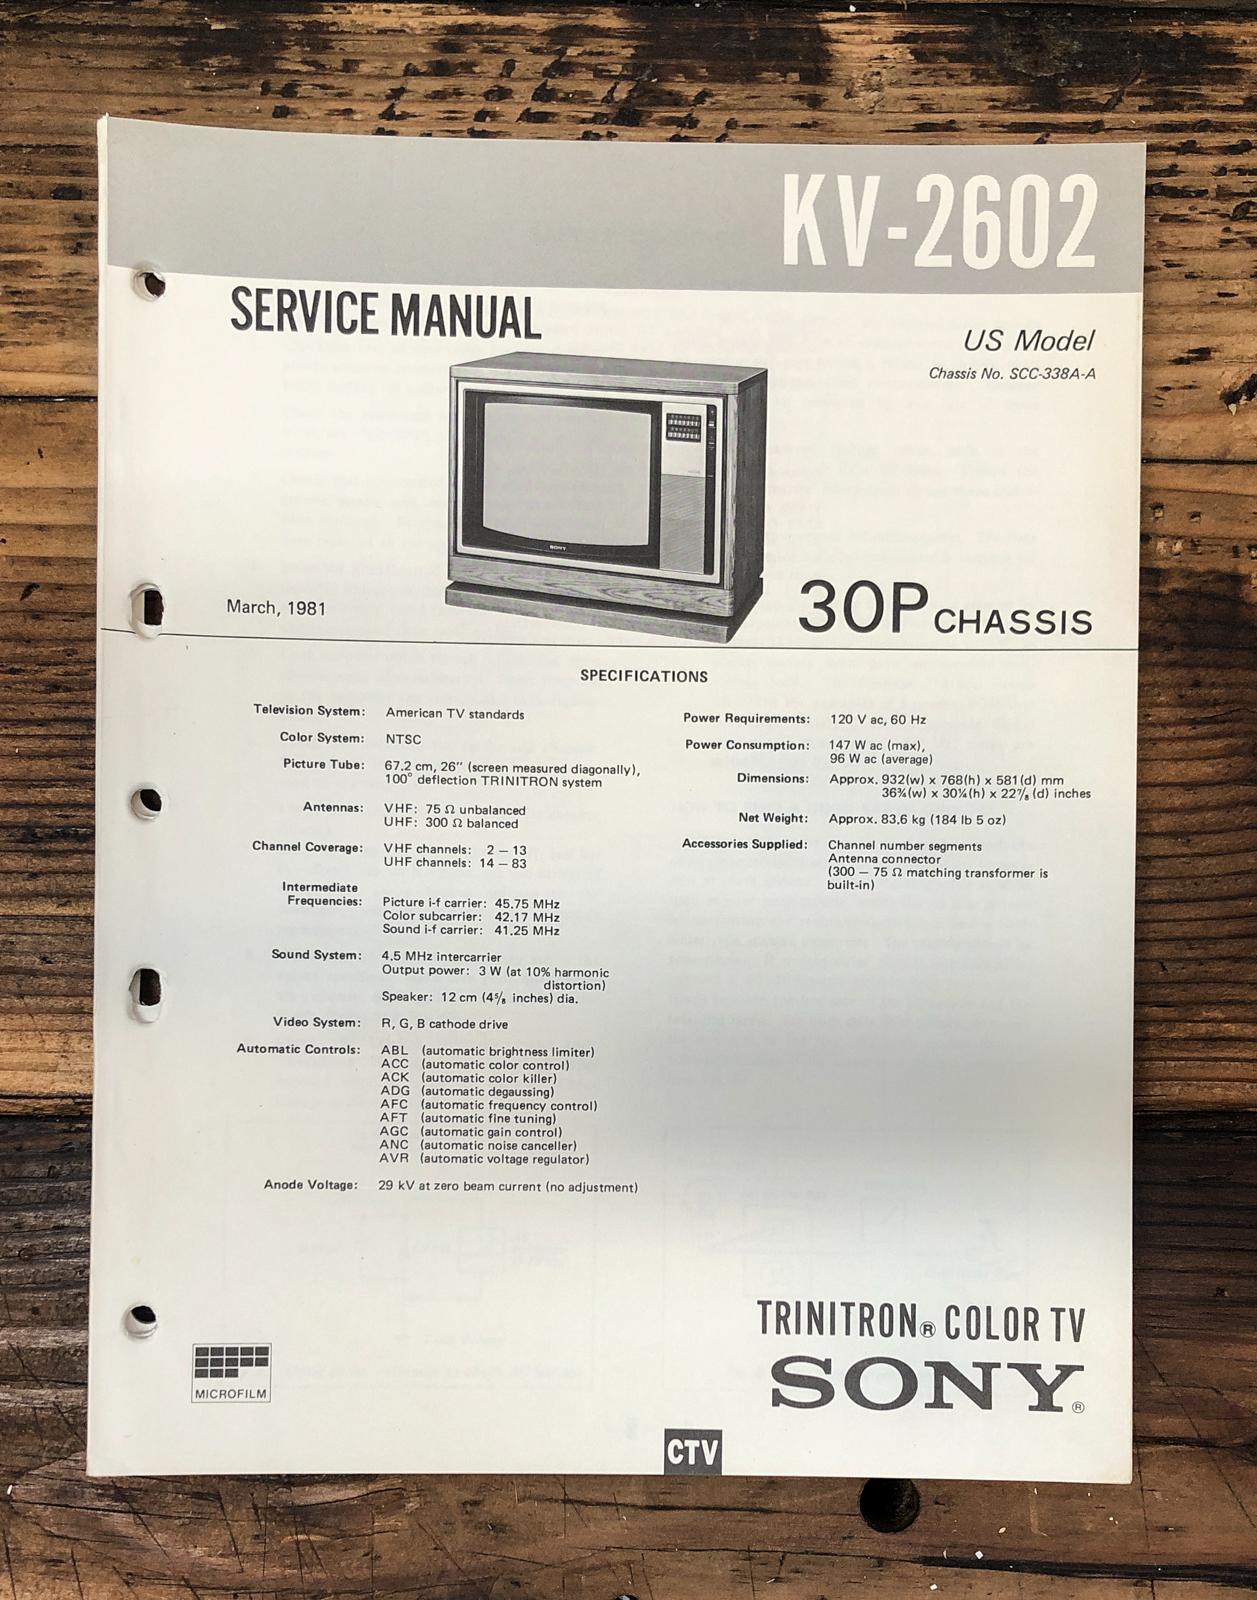 KV-2602
SERVICE MANUAL
US Model
Chassis No. SCC-338A-A
SONY
March, 1981
30P CHASSIS
SPECIFICATIONS
Television System: American TV standards
Color System: NTSC
Picture Tube: 67.2 cm, 26" (screen measured diagonally),
100° deflection TRINITRON system
Antennas: VHF: 75 Ω unbalanced
UHF: 300 Ω balanced
Channel Coverage: VHF channels: 2 – 13
UHF channels: 14 – 83
Intermediate
Frequencies: Picture i-f carrier: 45.75 MHz
Color subcarrier: 42.17 MHz
Sound i-f carrier: 41.25 MHz
Sound System: 4.5 MHz intercarrier
Output power: 3 W (at 10% harmonic
distortion)
Speaker: 12 cm (4⅝ inches) dia.
Video System: R, G, B cathode drive
Automatic Controls: ABL (automatic brightness limiter)
ACC (automatic color control)
ACK (automatic color killer)
ADG (automatic degaussing)
AFC (automatic frequency control)
AFT (automatic fine tuning)
AGC (automatic gain control)
ANC (automatic noise canceller)
AVR (automatic voltage regulator)
Anode Voltage: 29 kV at zero beam current (no adjustment)
Power Requirements: 120 V ac, 60 Hz
Power Consumption: 147 W ac (max),
96 W ac (average)
Dimensions: Approx. 932(w) x 768(h) x 581(d) mm
36¾(w) x 30¼(h) x 22⅞(d) inches
Net Weight: Approx. 83.6 kg (184 lb 5 oz)
Accessories Supplied: Channel number segments
Antenna connector
(300 – 75 Ω matching transformer is
built-in)
TRINITRON® COLOR TV
SONY®
MICROFILM
CTV